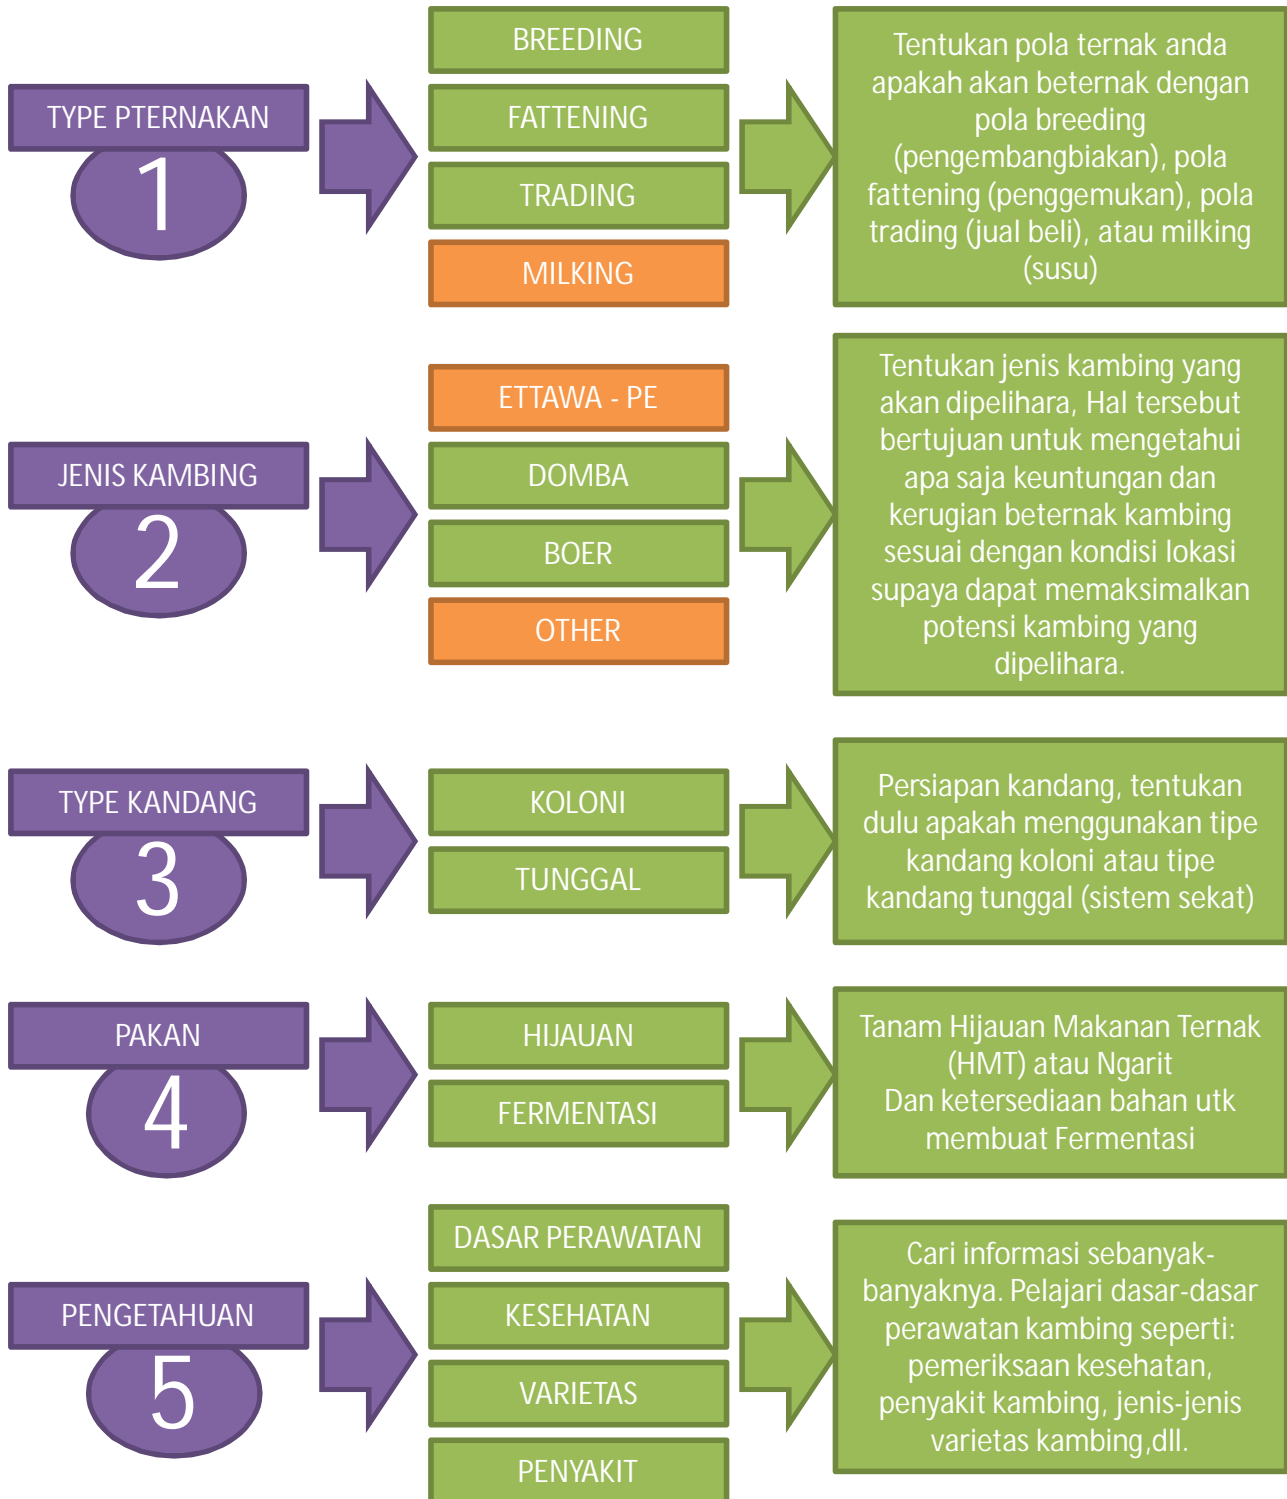 TYPE PTERNAKAN
1
BREEDING
FATTENING
TRADING
MILKING
Tentukan pola ternak anda
apakah akan beternak dengan
pola breeding
(pengembangbiakan), pola
fattening (penggemukan), pola
trading (jual beli), atau milking
(susu)
JENIS KAMBING
2
ETTAWA - PE
DOMBA
BOER
OTHER
Tentukan jenis kambing yang
akan dipelihara, Hal tersebut
bertujuan untuk mengetahui
apa saja keuntungan dan
kerugian beternak kambing
sesuai dengan kondisi lokasi
supaya dapat memaksimalkan
potensi kambing yang
dipelihara.
TYPE KANDANG
3
KOLONI
TUNGGAL
Persiapan kandang, tentukan
dulu apakah menggunakan tipe
kandang koloni atau tipe
kandang tunggal (sistem sekat)
PAKAN
4
HIJAUAN
FERMENTASI
Tanam Hijauan Makanan Ternak
(HMT) atau Ngarit
Dan ketersediaan bahan utk
membuat Fermentasi
PENGETAHUAN
5
DASAR PERAWATAN
KESEHATAN
VARIETAS
PENYAKIT
Cari informasi sebanyak-
banyaknya. Pelajari dasar-dasar
perawatan kambing seperti:
pemeriksaan kesehatan,
penyakit kambing, jenis-jenis
varietas kambing,dll.